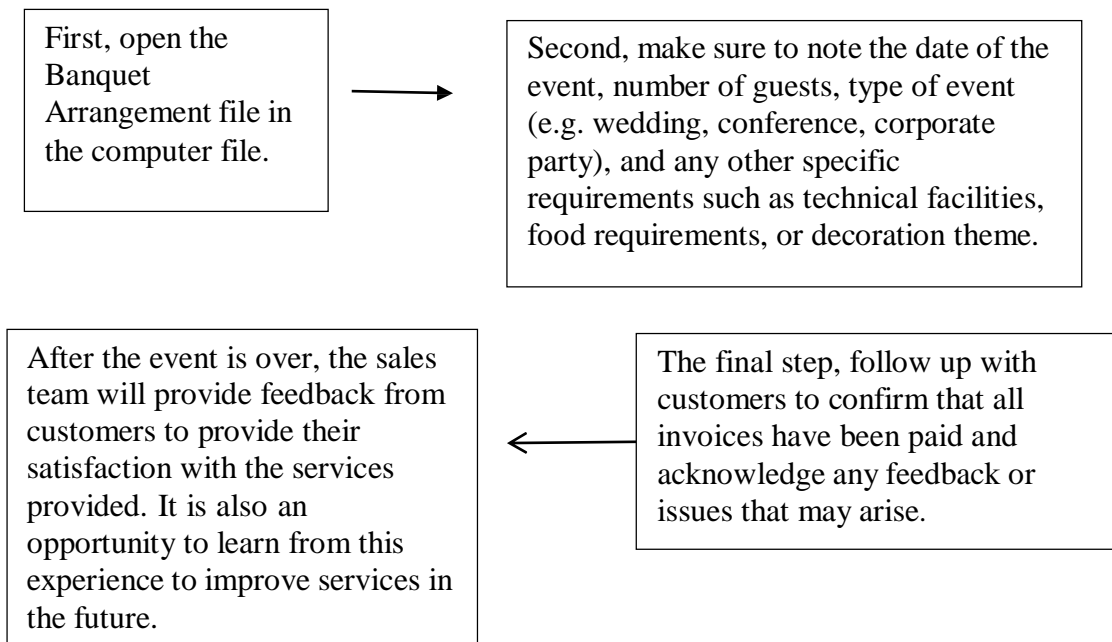 First, open the
Banquet
Arrangement file in
the computer file.
Second, make sure to note the date of the
event, number of guests, type of event
(e.g. wedding, conference, corporate
party), and any other specific
requirements such as technical facilities,
food requirements, or decoration theme.
The final step, follow up with
customers to confirm that all
invoices have been paid and
acknowledge any feedback or
issues that may arise.
After the event is over, the sales
team will provide feedback from
customers to provide their
satisfaction with the services
provided. It is also an
opportunity to learn from this
experience to improve services in
the future.